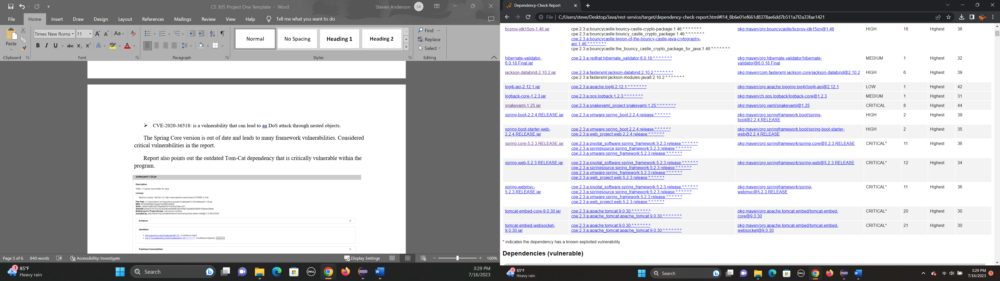 CS 305 Project One Template - Word
Steven Anderson
SA
File Home Insert Draw Design Layout References Mailings Review View Help Tell me what you want to do
Paste
Times New Roma 11
Normal No Spacing Heading 1 Heading 2
Find
Replace
Select
Clipboard Font Paragraph Styles Editing
CVE-2020-36518: is a vulnerability that can lead to an DoS attack through nested objects.
The Spring Core version is out of date and leads to many framework vulnerabilities. Considered
critical vulnerabilities in the report.
Report also points out the outdated Tom-Cat dependency that is critically vulnerable within the
program.
snakeyaml-1.25.jar
Description:
YAML 1.1 parser and emitter for Java
License:
Apache License, Version 2.0: http://www.apache.org/licenses/LICENSE-2.0.txt
File Path: C:\Users\steve\.m2\repository\org\yaml\snakeyaml\1.25\snakeyaml-1.25.jar
Referenced In Project/Scope: rest-service:runtime
Included by: pkg:maven/org.springframework.boot/spring-boot-starter-web@2.2.4.RELEASE
Evidence
Identifiers
pkg:maven/org.yaml/snakeyaml@1.25 (Confidence:High)
cpe:2.3:a:snakeyaml_project:snakeyaml:1.25:*:*:*:*:*:*:* (Confidence:Highest) suppress
Published Vulnerabilities
Page 5 of 6 840 words Accessibility: Investigate Display Settings 100%
1
85°F
Heavy rain
Search
DELL
3:29 PM
7/16/2023
Dependency-Check Report
File C:/Users/steve/Desktop/Java/rest-service/target/dependency-check-report.html#l14_8b6e01ef661d8378ae6dd7b511a7f2a33fae1421
bcprov-jdk15on-1.46.jar cpe:2.3:a:bouncycastle:bouncy-castle-crypto-package:1.46:*:*:*:*:*:*:* pkg:maven/org.bouncycastle/bcprov-jdk15on@1.46 HIGH 18 Highest 38
cpe:2.3:a:bouncycastle:bouncy_castle_crypto_package:1.46:*:*:*:*:*:*:*
cpe:2.3:a:bouncycastle:legion-of-the-bouncy-castle-java-crytography-
api:1.46:*:*:*:*:*:*:*
cpe:2.3:a:bouncycastle:the_bouncy_castle_crypto_package_for_java:1.46:*:*:*:*:*:*:*
hibernate-validator- cpe:2.3:a:redhat:hibernate_validator:6.0.18:*:*:*:*:*:*:* pkg:maven/org.hibernate.validator/hibernate- MEDIUM 1 Highest 32
6.0.18.Final.jar validator@6.0.18.Final
jackson-databind-2.10.2.jar cpe:2.3:a:fasterxml:jackson-databind:2.10.2:*:*:*:*:*:*:* pkg:maven/com.fasterxml.jackson.core/jackson-databind@2.10.2 HIGH 6 Highest 39
cpe:2.3:a:fasterxml:jackson-modules-java8:2.10.2:*:*:*:*:*:*:*
log4j-api-2.12.1.jar cpe:2.3:a:apache:log4j:2.12.1:*:*:*:*:*:*:* pkg:maven/org.apache.logging.log4j/log4j-api@2.12.1 LOW 1 Highest 42
logback-core-1.2.3.jar cpe:2.3:a:qos:logback:1.2.3:*:*:*:*:*:*:* pkg:maven/ch.qos.logback/logback-core@1.2.3 MEDIUM 1 Highest 31
snakeyaml-1.25.jar cpe:2.3:a:snakeyaml_project:snakeyaml:1.25:*:*:*:*:*:*:* pkg:maven/org.yaml/snakeyaml@1.25 CRITICAL 8 Highest 44
spring-boot-2.2.4.RELEASE.jar cpe:2.3:a:vmware:spring_boot:2.2.4:release:*:*:*:*:*:* pkg:maven/org.springframework.boot/spring- HIGH 2 Highest 39
boot@2.2.4.RELEASE
spring-boot-starter-web- cpe:2.3:a:vmware:spring_boot:2.2.4:release:*:*:*:*:*:* pkg:maven/org.springframework.boot/spring-boot-starter- HIGH 2 Highest 35
2.2.4.RELEASE.jar cpe:2.3:a:web_project:web:2.2.4:release:*:*:*:*:*:* web@2.2.4.RELEASE
spring-core-5.2.3.RELEASE.jar cpe:2.3:a:pivotal_software:spring_framework:5.2.3:release:*:*:*:*:*:* pkg:maven/org.springframework/spring-core@5.2.3.RELEASE CRITICAL* 11 Highest 36
cpe:2.3:a:springsource:spring_framework:5.2.3:release:*:*:*:*:*:*
cpe:2.3:a:vmware:spring_framework:5.2.3:release:*:*:*:*:*:*
spring-web-5.2.3.RELEASE.jar cpe:2.3:a:pivotal_software:spring_framework:5.2.3:release:*:*:*:*:*:* pkg:maven/org.springframework/spring-web@5.2.3.RELEASE CRITICAL* 12 Highest 34
cpe:2.3:a:springsource:spring_framework:5.2.3:release:*:*:*:*:*:*
cpe:2.3:a:vmware:spring_framework:5.2.3:release:*:*:*:*:*:*
cpe:2.3:a:web_project:web:5.2.3:release:*:*:*:*:*:*
spring-webmvc- cpe:2.3:a:pivotal_software:spring_framework:5.2.3:release:*:*:*:*:*:* pkg:maven/org.springframework/spring- CRITICAL* 11 Highest 36
5.2.3.RELEASE.jar cpe:2.3:a:springsource:spring_framework:5.2.3:release:*:*:*:*:*:* webmvc@5.2.3.RELEASE
cpe:2.3:a:vmware:spring_framework:5.2.3:release:*:*:*:*:*:*
cpe:2.3:a:web_project:web:5.2.3:release:*:*:*:*:*:*
tomcat-embed-core-9.0.30.jar cpe:2.3:a:apache:tomcat:9.0.30:*:*:*:*:*:*:* pkg:maven/org.apache.tomcat.embed/tomcat-embed- CRITICAL* 20 Highest 30
cpe:2.3:a:apache_tomcat:apache_tomcat:9.0.30:*:*:*:*:*:*:* core@9.0.30
tomcat-embed-websocket- cpe:2.3:a:apache:tomcat:9.0.30:*:*:*:*:*:*:* pkg:maven/org.apache.tomcat.embed/tomcat-embed- CRITICAL* 21 Highest 30
9.0.30.jar cpe:2.3:a:apache_tomcat:apache_tomcat:9.0.30:*:*:*:*:*:*:* websocket@9.0.30
* indicates the dependency has a known exploited vulnerability
Dependencies (vulnerable)
1
85°F
Heavy rain
Search
DELL
3:29 PM
7/16/2023
1